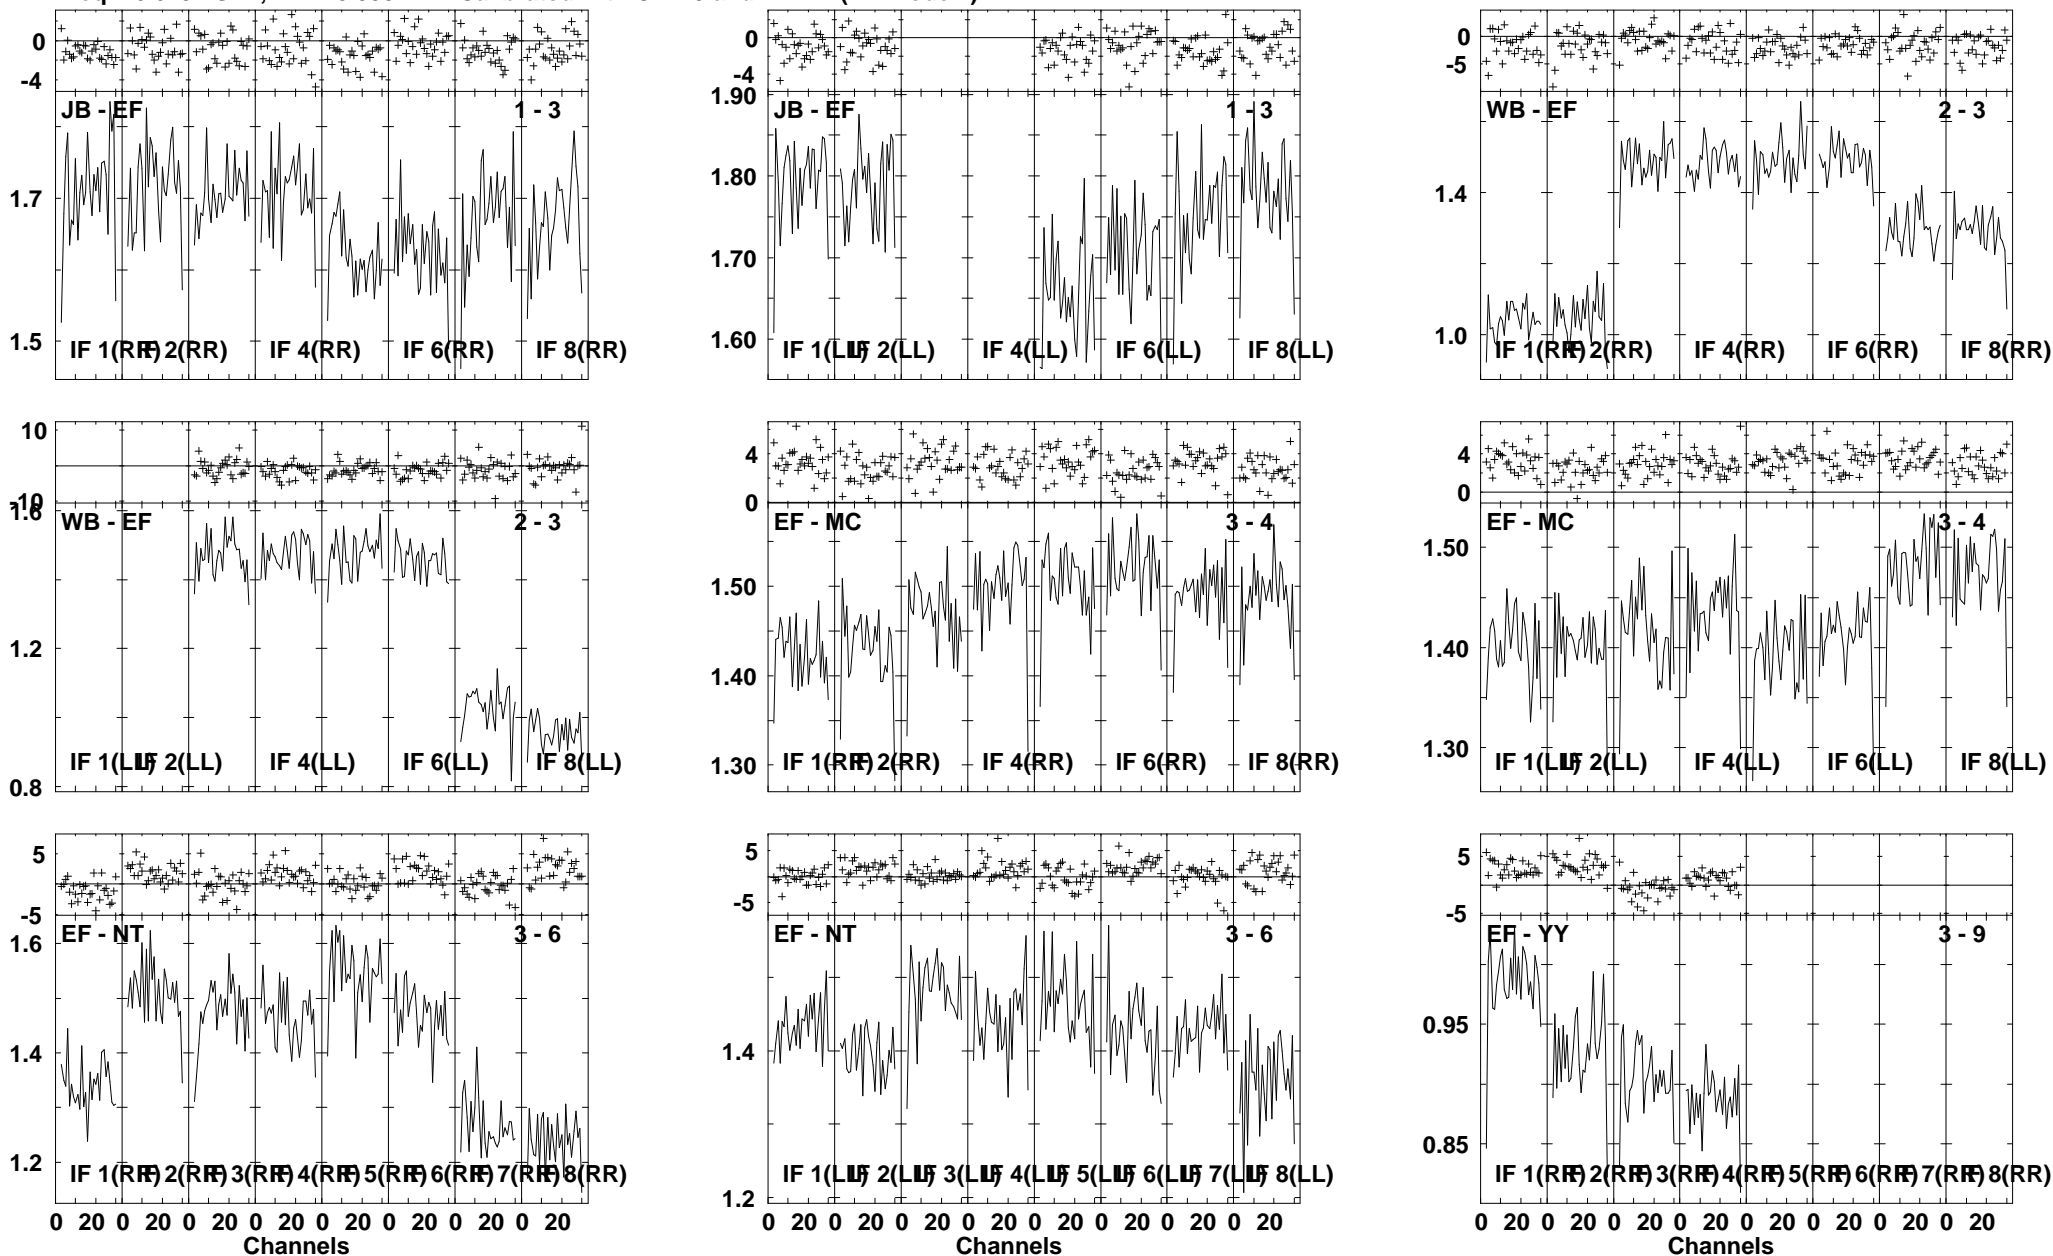 0
-4
JB - EF 1 - 3
1.7
1.5
IF 1(RR) IF 2(RR) IF 4(RR) IF 6(RR) IF 8(RR)
0
-4
1.90
JB - EF 1 - 3
1.80
1.70
1.60
IF 1(LL) IF 2(LL) IF 4(LL) IF 6(LL) IF 8(LL)
0
-5
WB - EF 2 - 3
1.4
1.0
IF 1(RR) IF 2(RR) IF 4(RR) IF 6(RR) IF 8(RR)
10
1.6
WB - EF 2 - 3
1.2
0.8
IF 1(LL) IF 2(LL) IF 4(LL) IF 6(LL) IF 8(LL)
4
0
EF - MC 3 - 4
1.50
1.40
1.30
IF 1(RR) IF 2(RR) IF 4(RR) IF 6(RR) IF 8(RR)
4
0
EF - MC 3 - 4
1.50
1.40
1.30
IF 1(LL) IF 2(LL) IF 4(LL) IF 6(LL) IF 8(LL)
5
-5
1.6
EF - NT 3 - 6
1.4
1.2
IF 1(RR) IF 2(RR) IF 3(RR) IF 4(RR) IF 5(RR) IF 6(RR) IF 7(RR) IF 8(RR)
0 20 0 20 0 20 0 20 0 20 0 20 0 20 0 20
Channels
5
-5
EF - NT 3 - 6
1.4
1.2
IF 1(LL) IF 2(LL) IF 3(LL) IF 4(LL) IF 5(LL) IF 6(LL) IF 7(LL) IF 8(LL)
0 20 0 20 0 20 0 20 0 20 0 20 0 20 0 20
Channels
5
-5
EF - YY 3 - 9
0.95
0.85
IF 1(RR) IF 2(RR) IF 3(RR) IF 4(RR) IF 5(RR) IF 6(RR) IF 7(RR) IF 8(RR)
0 20 0 20 0 20 0 20 0 20 0 20 0 20 0 20
Channels